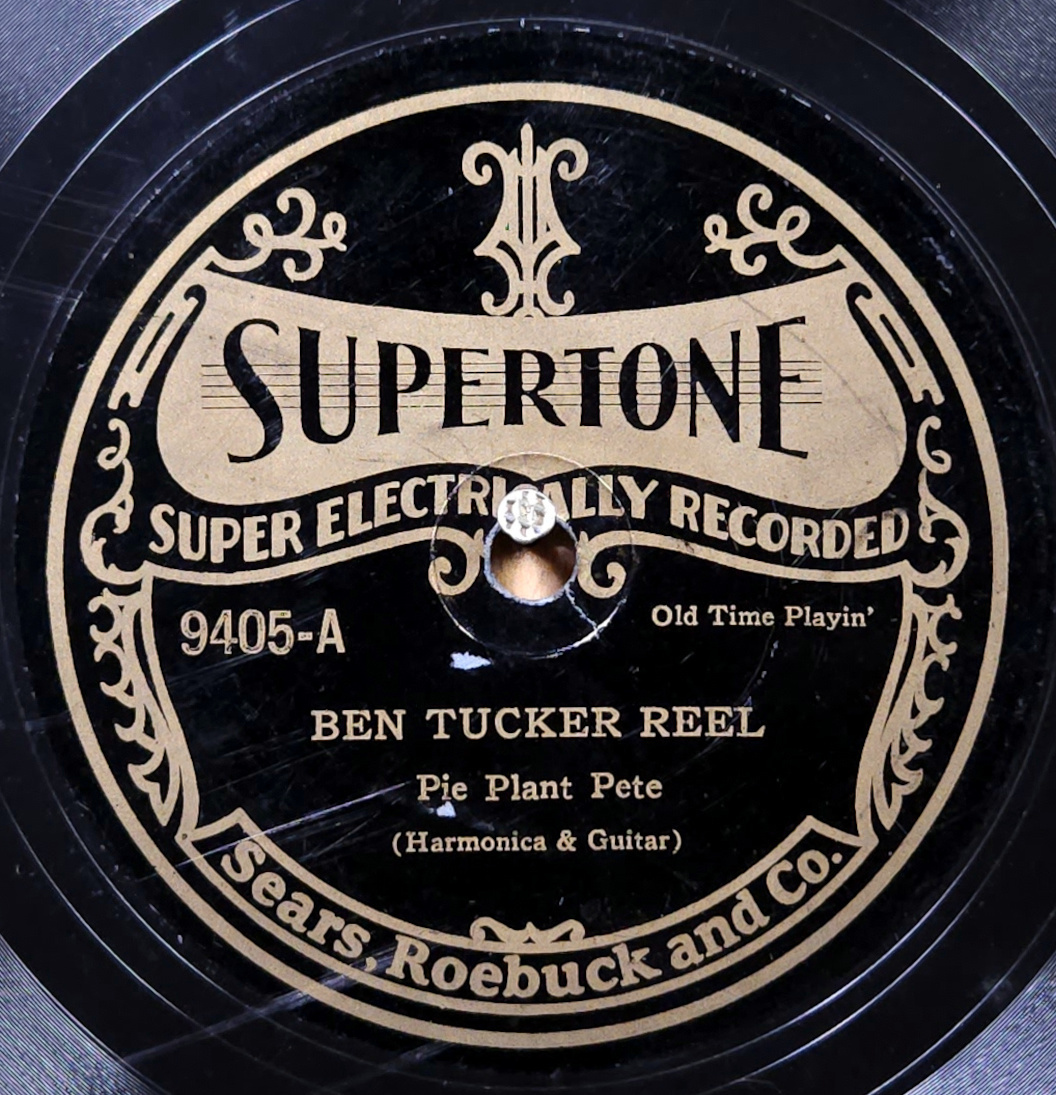 SUPERTONE
SUPER ELECTRICALLY RECORDED
9405-A
Old Time Playin'
BEN TUCKER REEL
Pie Plant Pete
(Harmonica & Guitar)
Sears, Roebuck and Co.